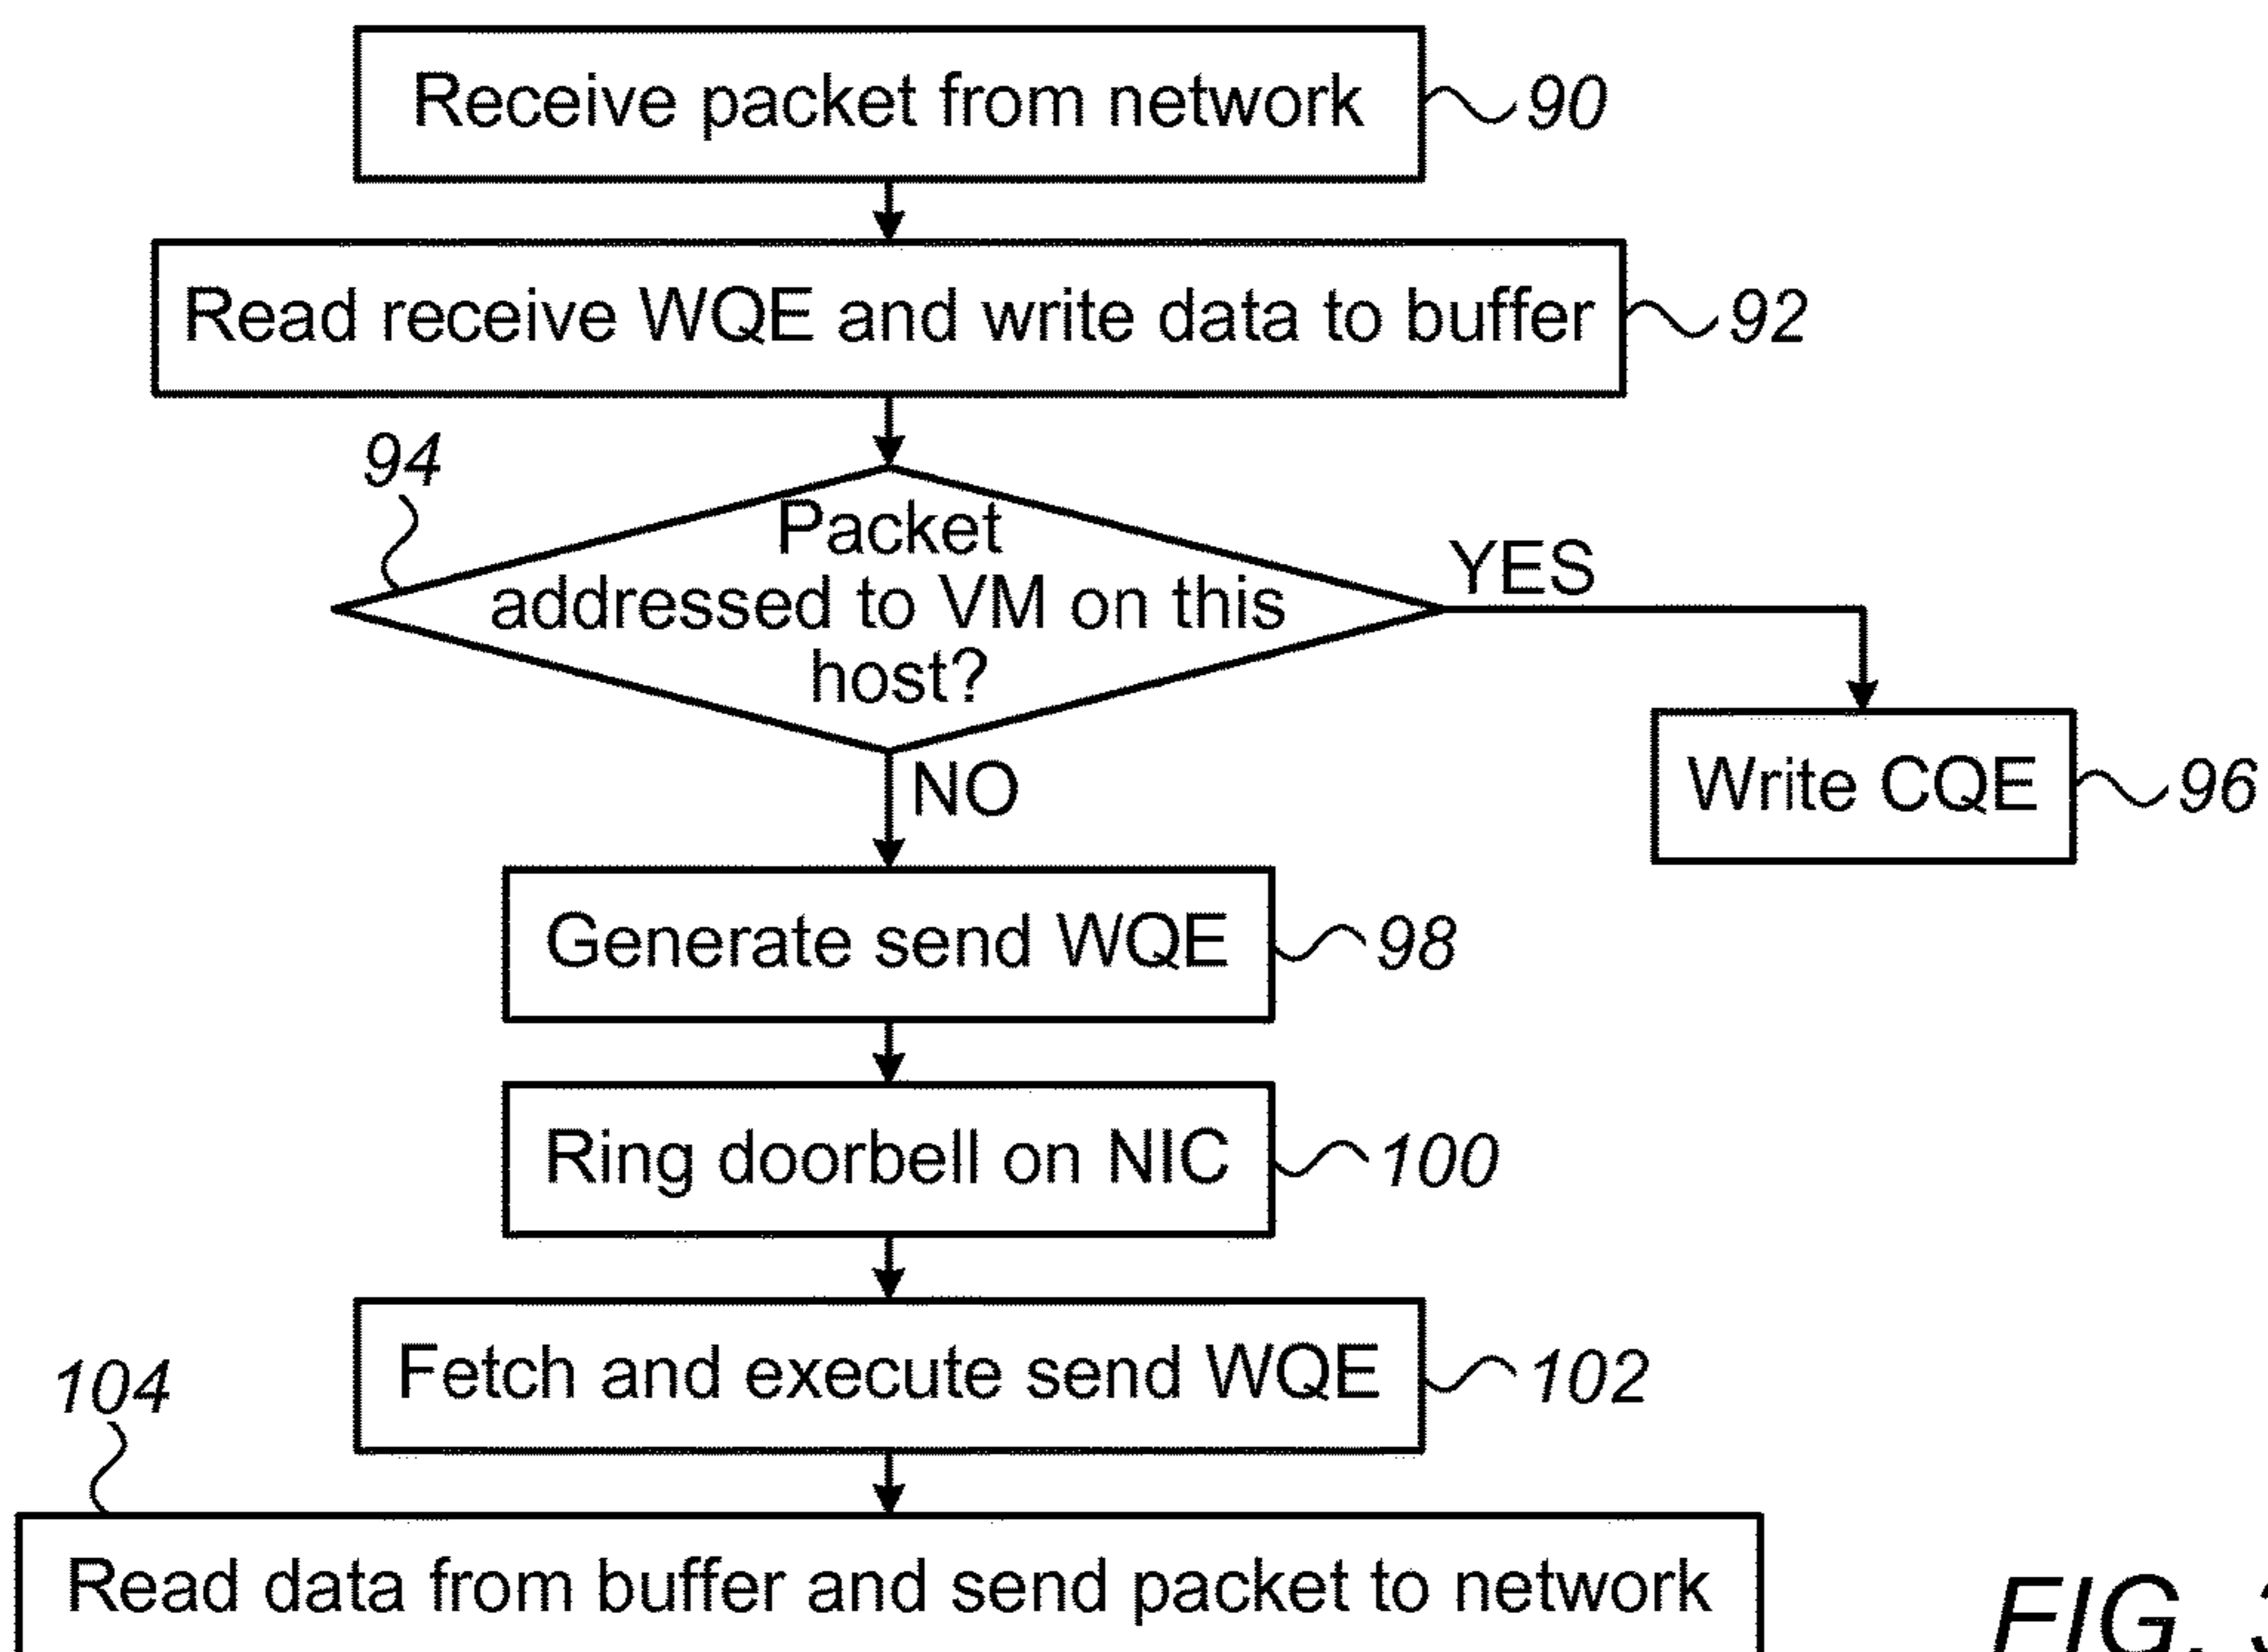 Receive packet from network
90
Read receive WQE and write data to buffer
92
94
Packet
addressed to VM on this
host?
YES
Write CQE
96
NO
Generate send WQE
98
Ring doorbell on NIC
100
Fetch and execute send WQE
102
104
Read data from buffer and send packet to network
FIG.